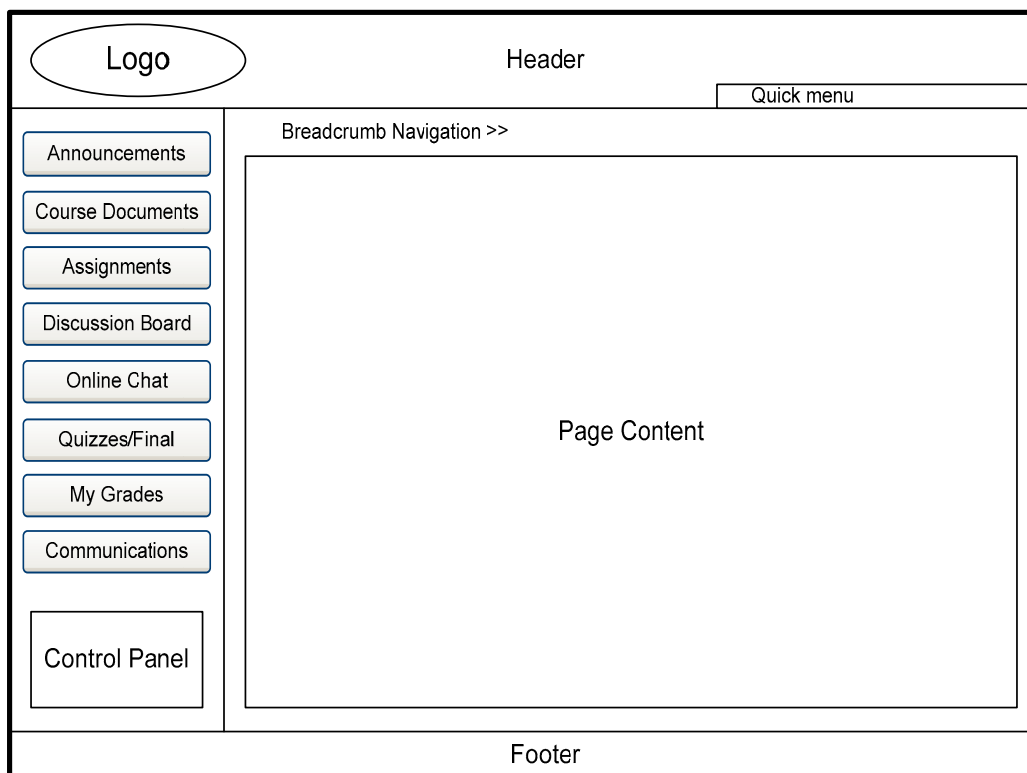 Logo
Header
Quick menu
Breadcrumb Navigation >>
Announcements
Course Documents
Assignments
Discussion Board
Online Chat
Quizzes/Final
My Grades
Communications
Control Panel
Page Content
Footer